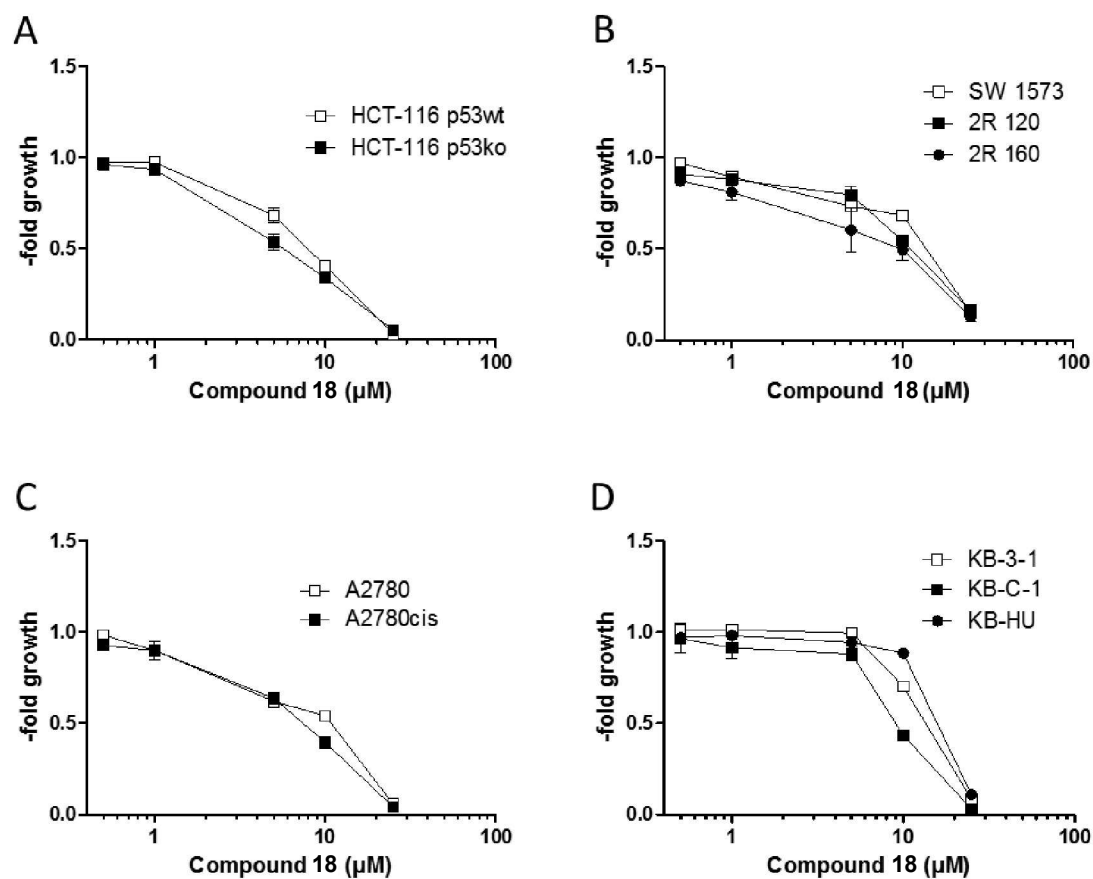 A
1.5
1.0
0.5
0.0
-fold growth
HCT-116 p53wt
HCT-116 p53ko
1 10 100
Compound 18 (µM)
B
1.5
1.0
0.5
0.0
-fold growth
SW 1573
2R 120
2R 160
1 10 100
Compound 18 (µM)
C
1.5
1.0
0.5
0.0
-fold growth
A2780
A2780cis
1 10 100
Compound 18 (µM)
D
1.5
1.0
0.5
0.0
-fold growth
KB-3-1
KB-C-1
KB-HU
1 10 100
Compound 18 (µM)